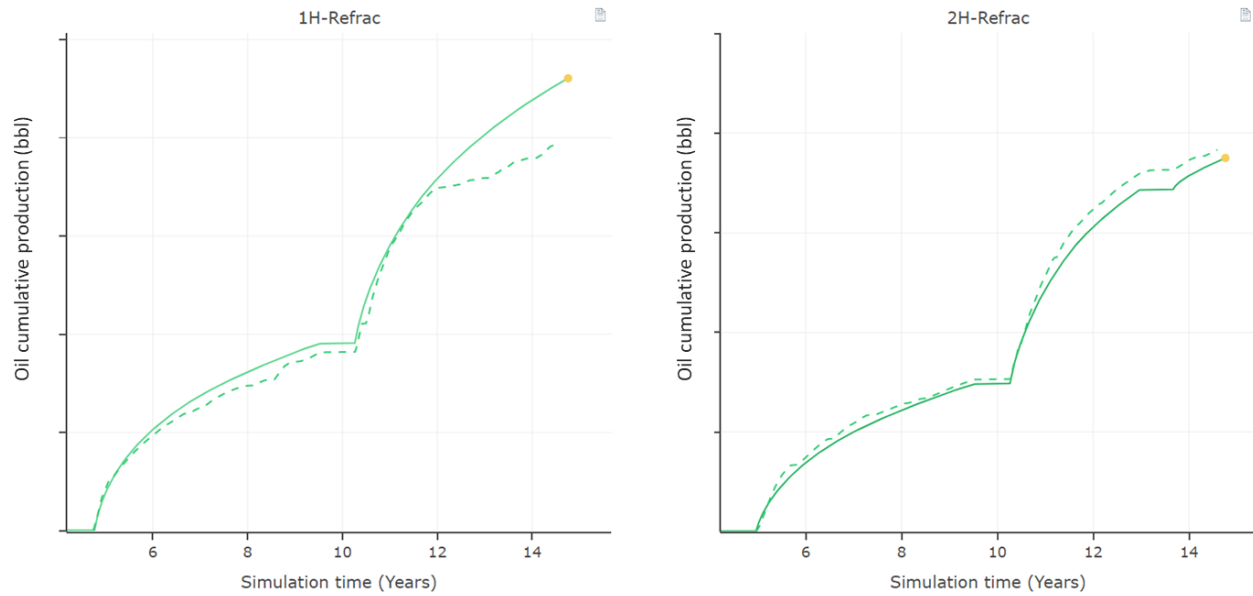 1H-Refrac
Oil cumulative production (bbl)
6 8 10 12 14
Simulation time (Years)
2H-Refrac
Oil cumulative production (bbl)
6 8 10 12 14
Simulation time (Years)